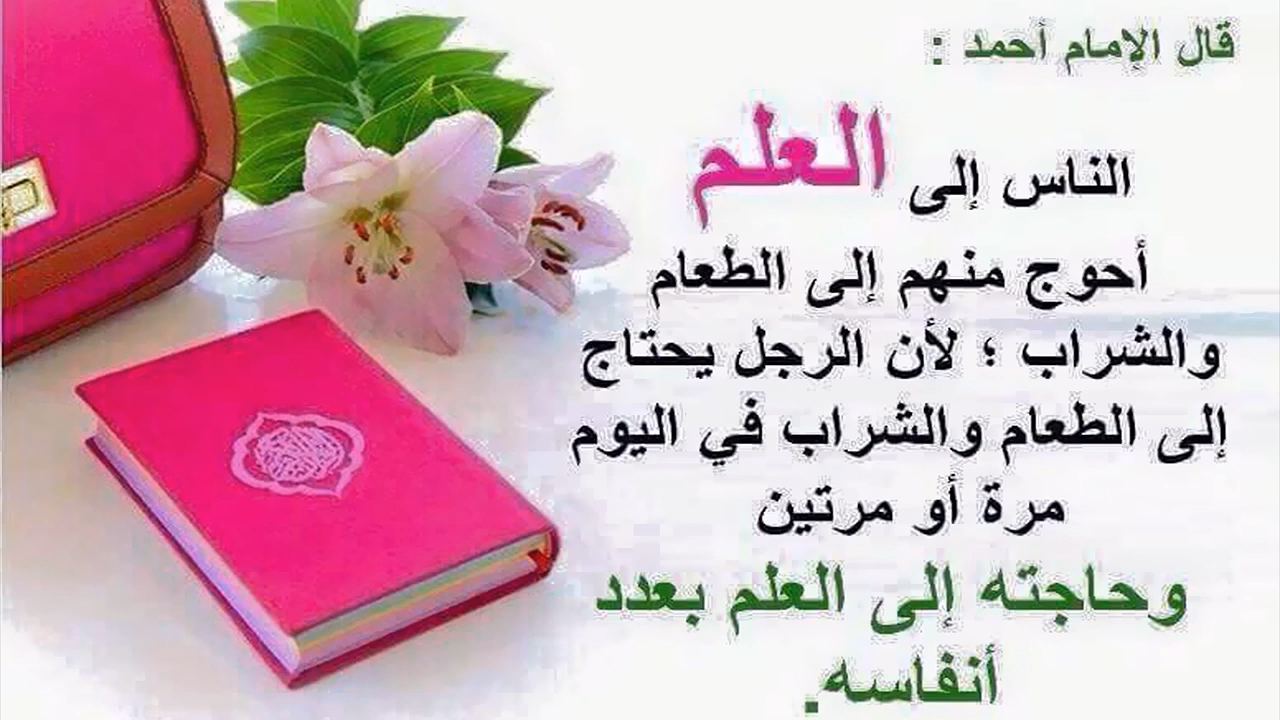 قال الإمام أحمد :
الناس إلى العلم
أحوج منهم إلى الطعام
والشراب ؛ لأن الرجل يحتاج
إلى الطعام والشراب في اليوم
مرة أو مرتين
وحاجته إلى العلم بعدد
أنفاسه.